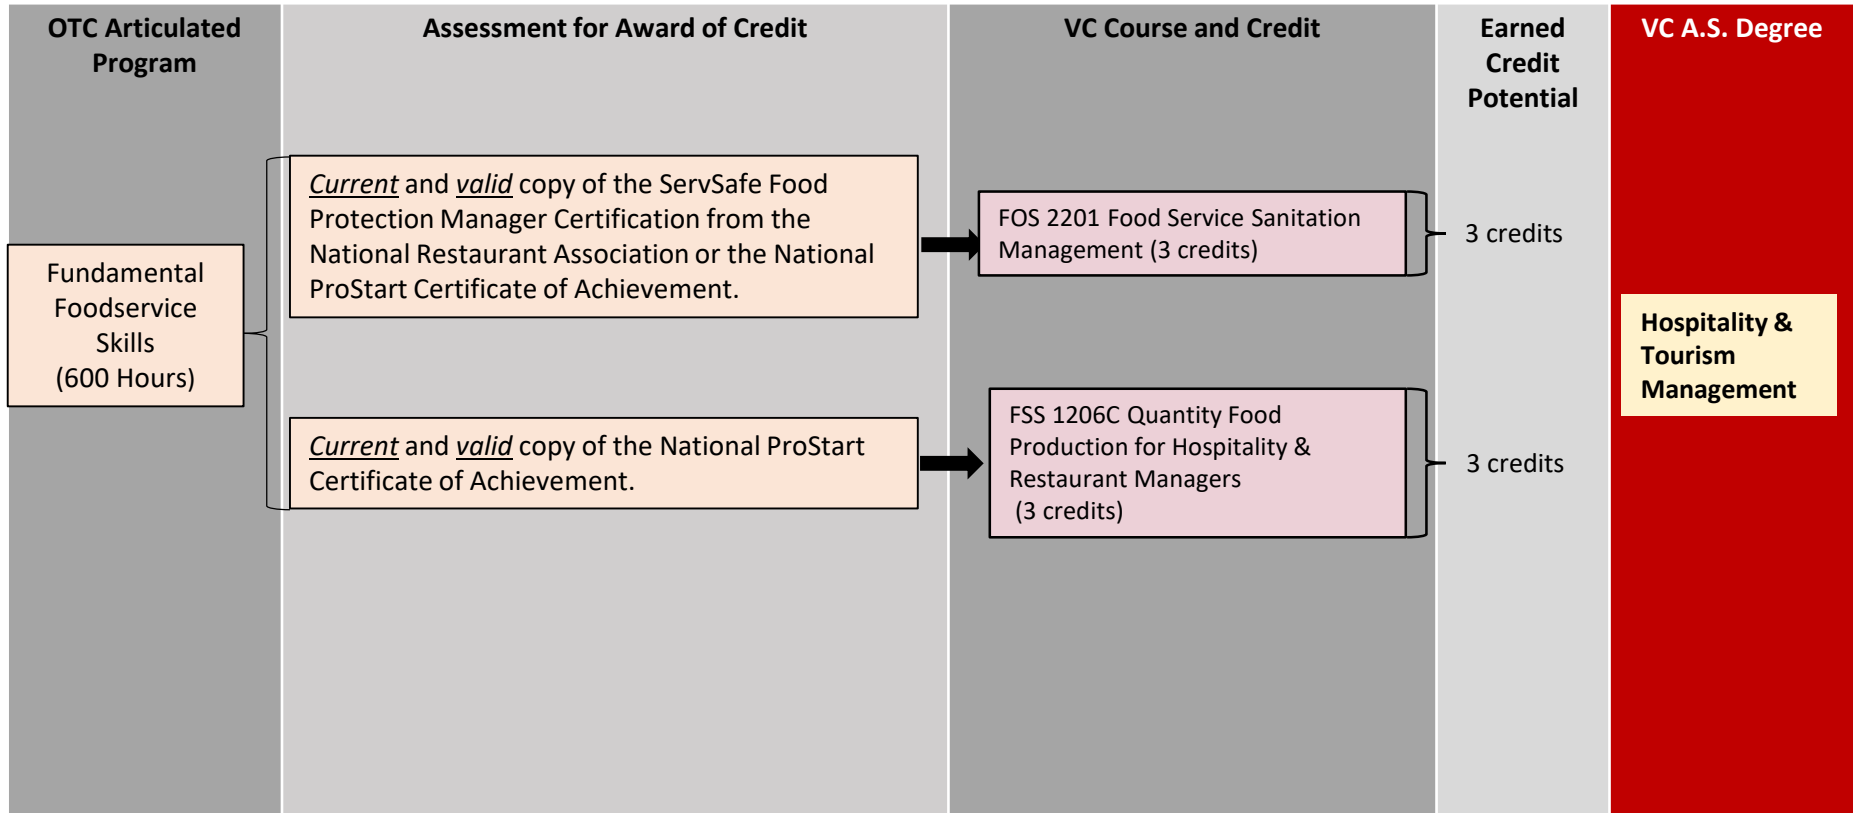 OTC Articulated
Program
Assessment for Award of Credit
VC Course and Credit
Earned
Credit
Potential
VC A.S. Degree
Fundamental
Foodservice
Skills
(600 Hours)
Current and valid copy of the ServSafe Food
Protection Manager Certification from the
National Restaurant Association or the National
ProStart Certificate of Achievement.
FOS 2201 Food Service Sanitation
Management (3 credits)
3 credits
Current and valid copy of the National ProStart
Certificate of Achievement.
FSS 1206C Quantity Food
Production for Hospitality &
Restaurant Managers
(3 credits)
3 credits
Hospitality &
Tourism
Management